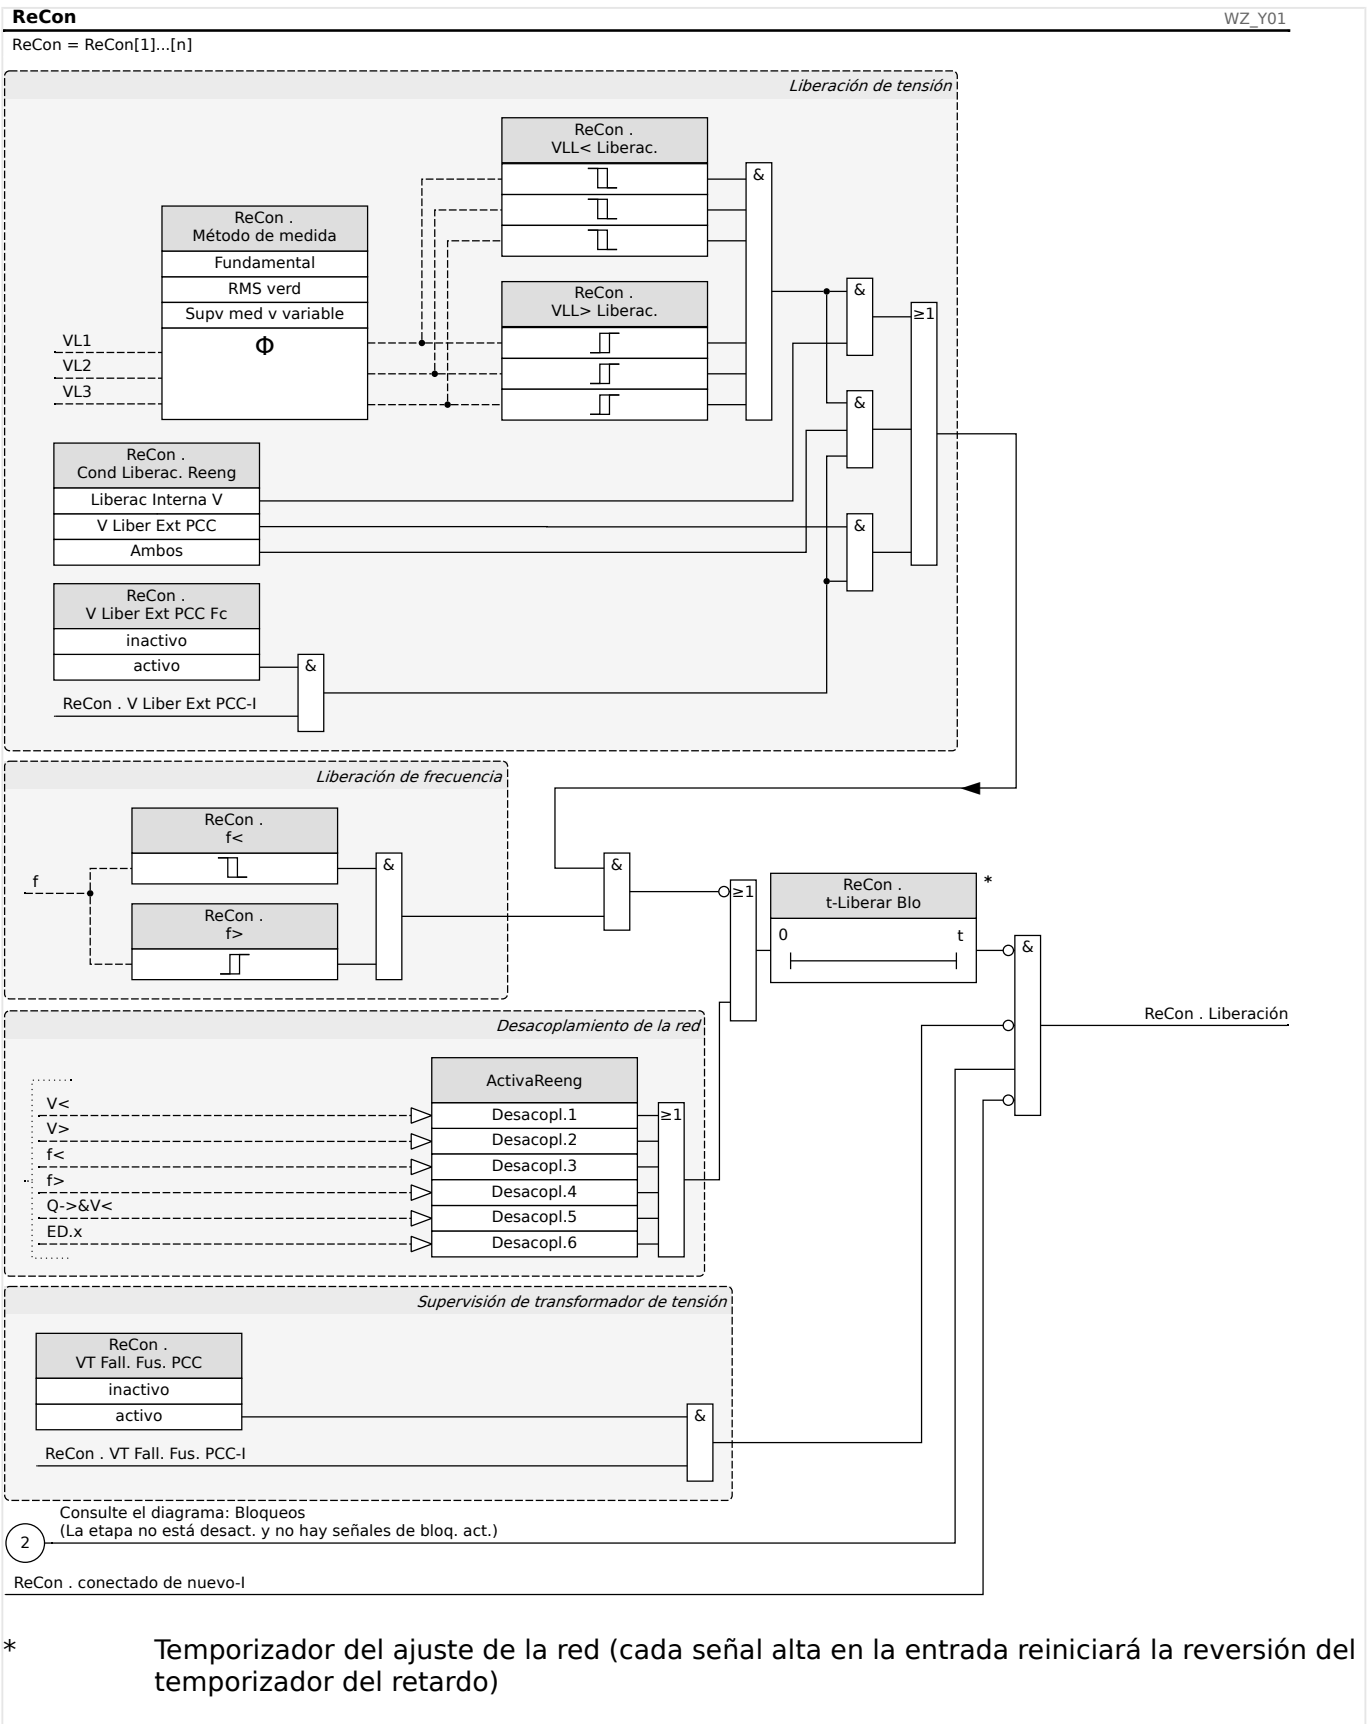 ReCon
WZ_Y01
ReCon = ReCon[1]...[n]
Liberación de tensión
ReCon .
VLL< Liberac.
&
ReCon .
Método de medida
Fundamental
RMS verd
Supv med v variable
Φ
VL1
VL2
VL3
ReCon .
VLL> Liberac.
&
≥1
&
ReCon .
Cond Liberac. Reeng
Liberac Interna V
V Liber Ext PCC
Ambos
&
ReCon .
V Liber Ext PCC Fc
inactivo
activo
&
ReCon . V Liber Ext PCC-I
Liberación de frecuencia
ReCon .
f<
f
&
ReCon .
f>
&
≥1
ReCon .
t-Liberar Blo
*
0
t
&
ReCon . Liberación
Desacoplamiento de la red
ActivaReeng
V<
Desacopl.1
≥1
V>
Desacopl.2
f<
Desacopl.3
f>
Desacopl.4
Q->&V<
Desacopl.5
ED.x
Desacopl.6
Supervisión de transformador de tensión
ReCon .
VT Fall. Fus. PCC
inactivo
activo
&
ReCon . VT Fall. Fus. PCC-I
Consulte el diagrama: Bloqueos
(La etapa no está desact. y no hay señales de bloq. act.)
2
ReCon . conectado de nuevo-I
* Temporizador del ajuste de la red (cada señal alta en la entrada reiniciará la reversión del
temporizador del retardo)